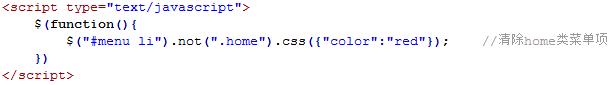 <script type="text/javascript">
    $(function(){
        $("#menu li").not(".home").css({"color":"red"});    //清除home类菜单项
    })
</script>